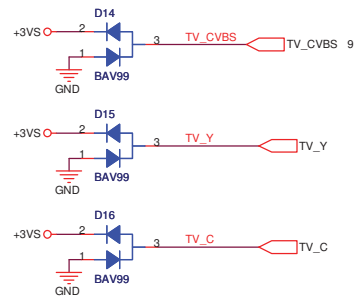 D14
+3VS 2
3 TV_CVBS TV_CVBS 9
1
GND BAV99
D15
+3VS 2
3 TV_Y TV_Y
1
GND BAV99
D16
+3VS 2
3 TV_C TV_C
1
GND BAV99